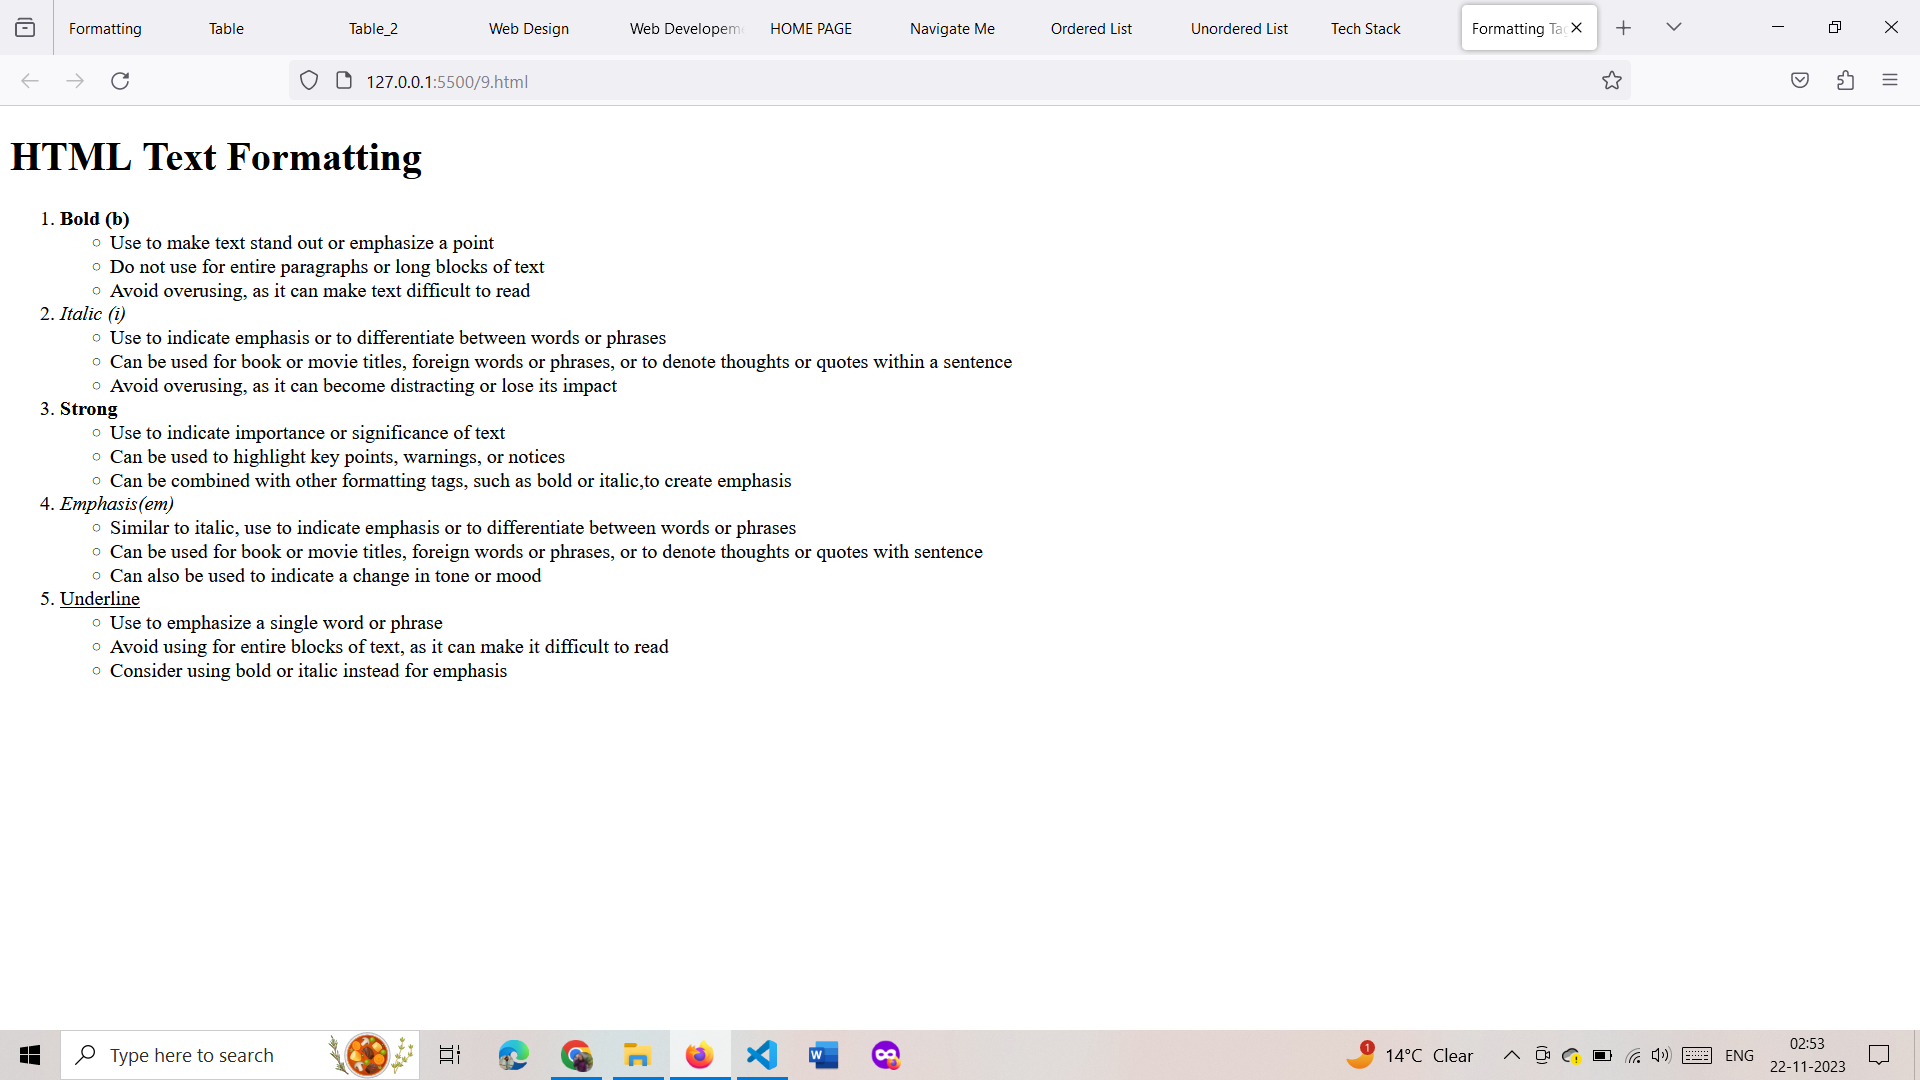 Formatting
Table
Table_2
Web Design
Web Developem
HOME PAGE
Navigate Me
Ordered List
Unordered List
Tech Stack
Formatting Ta
127.0.0.1:5500/9.html
HTML Text Formatting
1. Bold (b)
Use to make text stand out or emphasize a point
Do not use for entire paragraphs or long blocks of text
Avoid overusing, as it can make text difficult to read
2. Italic (i)
Use to indicate emphasis or to differentiate between words or phrases
Can be used for book or movie titles, foreign words or phrases, or to denote thoughts or quotes within a sentence
Avoid overusing, as it can become distracting or lose its impact
3. Strong
Use to indicate importance or significance of text
Can be used to highlight key points, warnings, or notices
Can be combined with other formatting tags, such as bold or italic,to create emphasis
4. Emphasis(em)
Similar to italic, use to indicate emphasis or to differentiate between words or phrases
Can be used for book or movie titles, foreign words or phrases, or to denote thoughts or quotes with sentence
Can also be used to indicate a change in tone or mood
5. Underline
Use to emphasize a single word or phrase
Avoid using for entire blocks of text, as it can make it difficult to read
Consider using bold or italic instead for emphasis
Type here to search
W
1
14°C Clear
ENG
02:53
22-11-2023